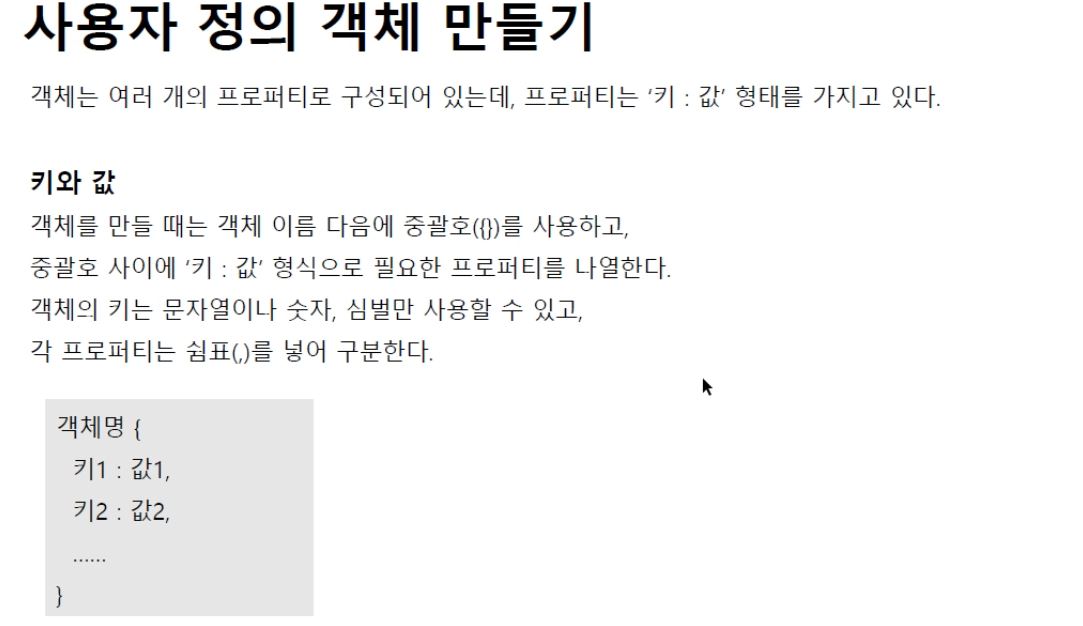 사용자 정의 객체 만들기
객체는 여러 개의 프로퍼티로 구성되어 있는데, 프로퍼티는 ‘키 : 값’ 형태를 가지고 있다.
키와 값
객체를 만들 때는 객체 이름 다음에 중괄호({})를 사용하고,
중괄호 사이에 ‘키 : 값’ 형식으로 필요한 프로퍼티를 나열한다.
객체의 키는 문자열이나 숫자, 심벌만 사용할 수 있고,
각 프로퍼티는 쉼표(,)를 넣어 구분한다.
객체명 {
키1 : 값1,
키2 : 값2,
……
}